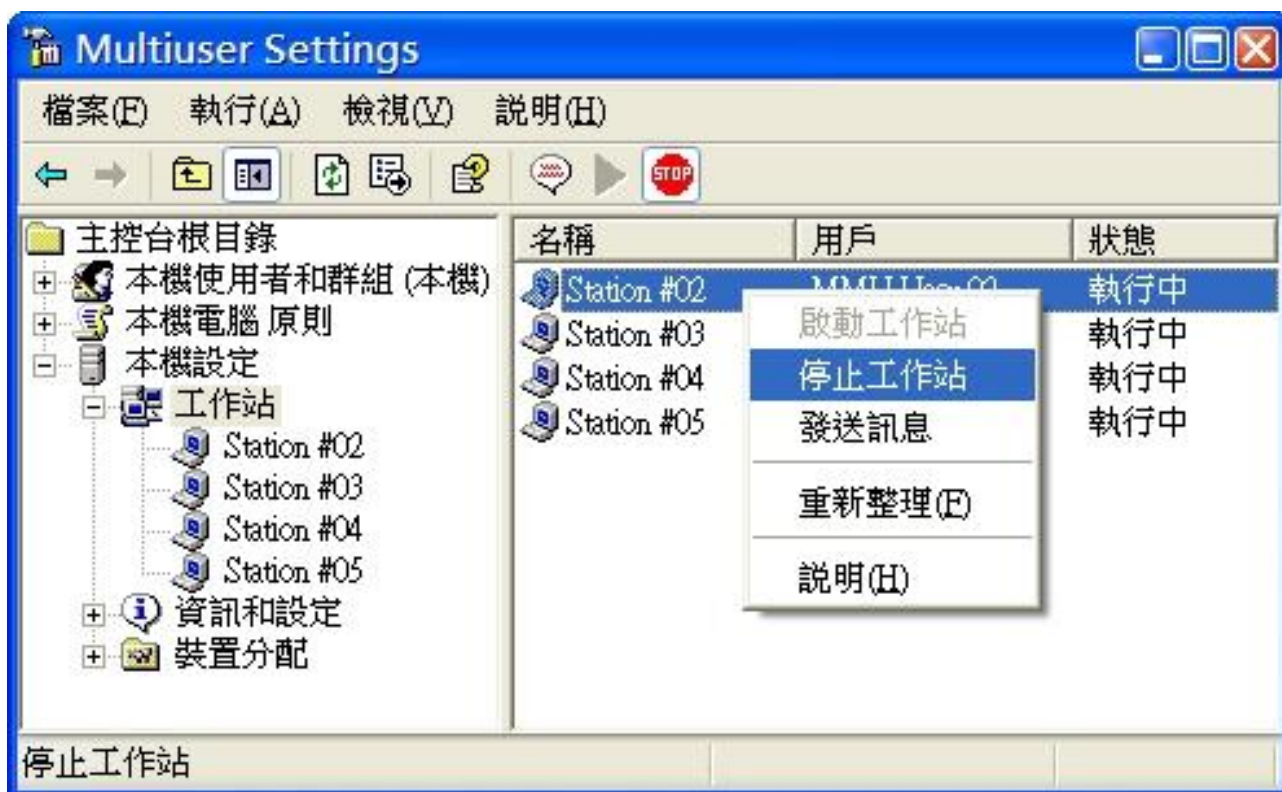 Multiuser Settings
檔案(F) 執行(A) 檢視(V) 説明(H)
STOP
主控台根目錄
本機使用者和群組 (本機)
本機電腦 原則
本機設定
工作站
Station #02
Station #03
Station #04
Station #05
資訊和設定
裝置分配
名稱 用戶 狀態
Station #02 執行中
Station #03 執行中
Station #04 執行中
Station #05 執行中
啟動工作站
停止工作站
發送訊息
重新整理(F)
説明(H)
停止工作站